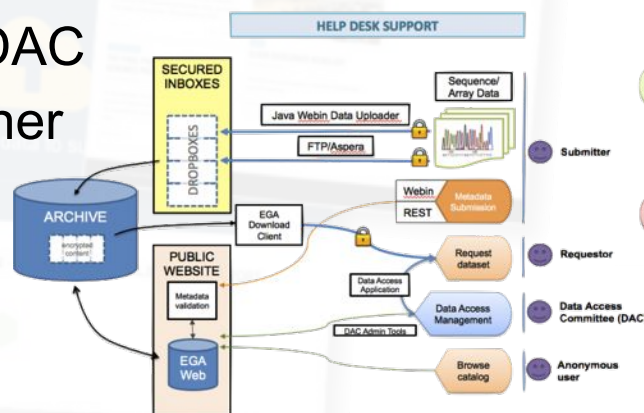 DAC
ner
HELP DESK SUPPORT
SECURED
INBOXES
DROPBOXES
Sequence/
Array Data
Java Webin Data Uploader
FTP/Aspera
Submitter
Webin
REST
Metadata
Submission
ARCHIVE
encrypted
content
EGA
Download
Client
PUBLIC
WEBSITE
Metadata
validation
EGA
Web
Request
dataset
Requestor
Data Access
Application
Data Access
Management
DAC Admin Tools
Data Access
Committee (DAC)
Browse
catalog
Anonymous
user